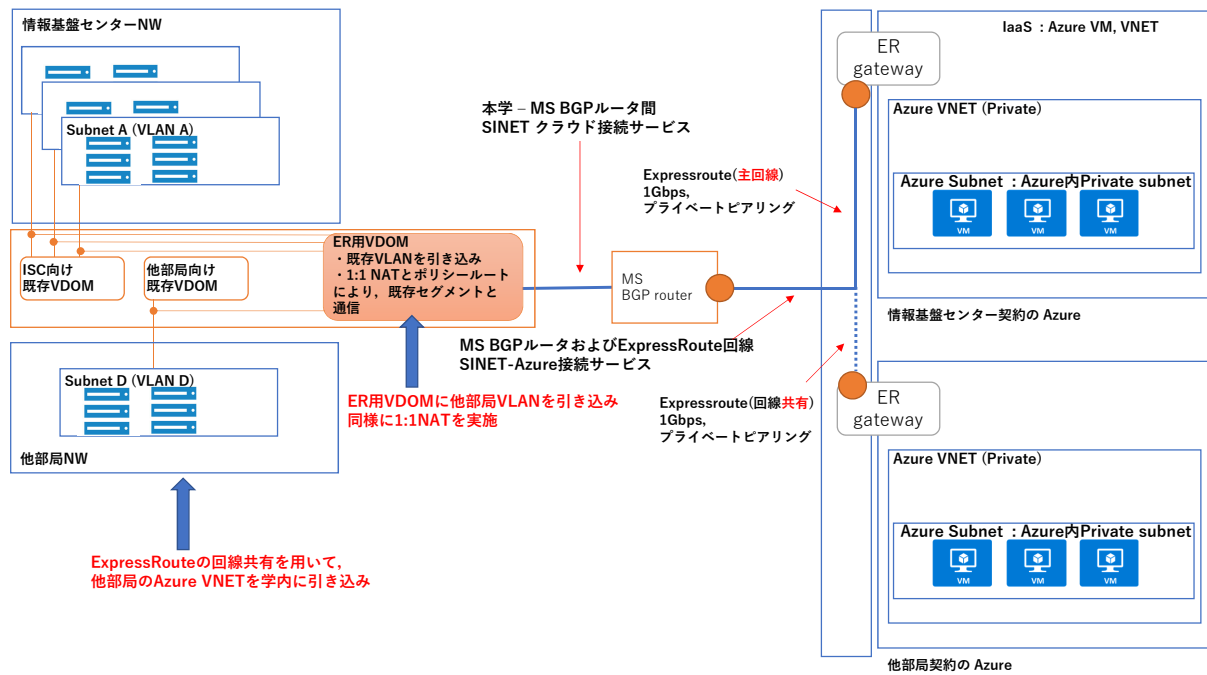 情報基盤センターNW
Subnet A (VLAN A)
ISC向け
既存VDOM
他部局向け
既存VDOM
ER用VDOM
・既存VLANを引き込み
・1:1 NATとポリシールート
により，既存セグメントと
通信
Subnet D (VLAN D)
他部局NW
ER用VDOMに他部局VLANを引き込み
同様に1:1NATを実施
ExpressRouteの回線共有を用いて，
他部局のAzure VNETを学内に引き込み
本学 – MS BGPルータ間
SINET クラウド接続サービス
MS
BGP router
MS BGPルータおよびExpressRoute回線
SINET-Azure接続サービス
Expressroute(主回線)
1Gbps,
プライベートピアリング
Expressroute(回線共有)
1Gbps,
プライベートピアリング
ER
gateway
IaaS ：Azure VM, VNET
Azure VNET (Private)
Azure Subnet ：Azure内Private subnet
VM
VM
VM
情報基盤センター契約の Azure
ER
gateway
Azure VNET (Private)
Azure Subnet ：Azure内Private subnet
VM
VM
VM
他部局契約の Azure